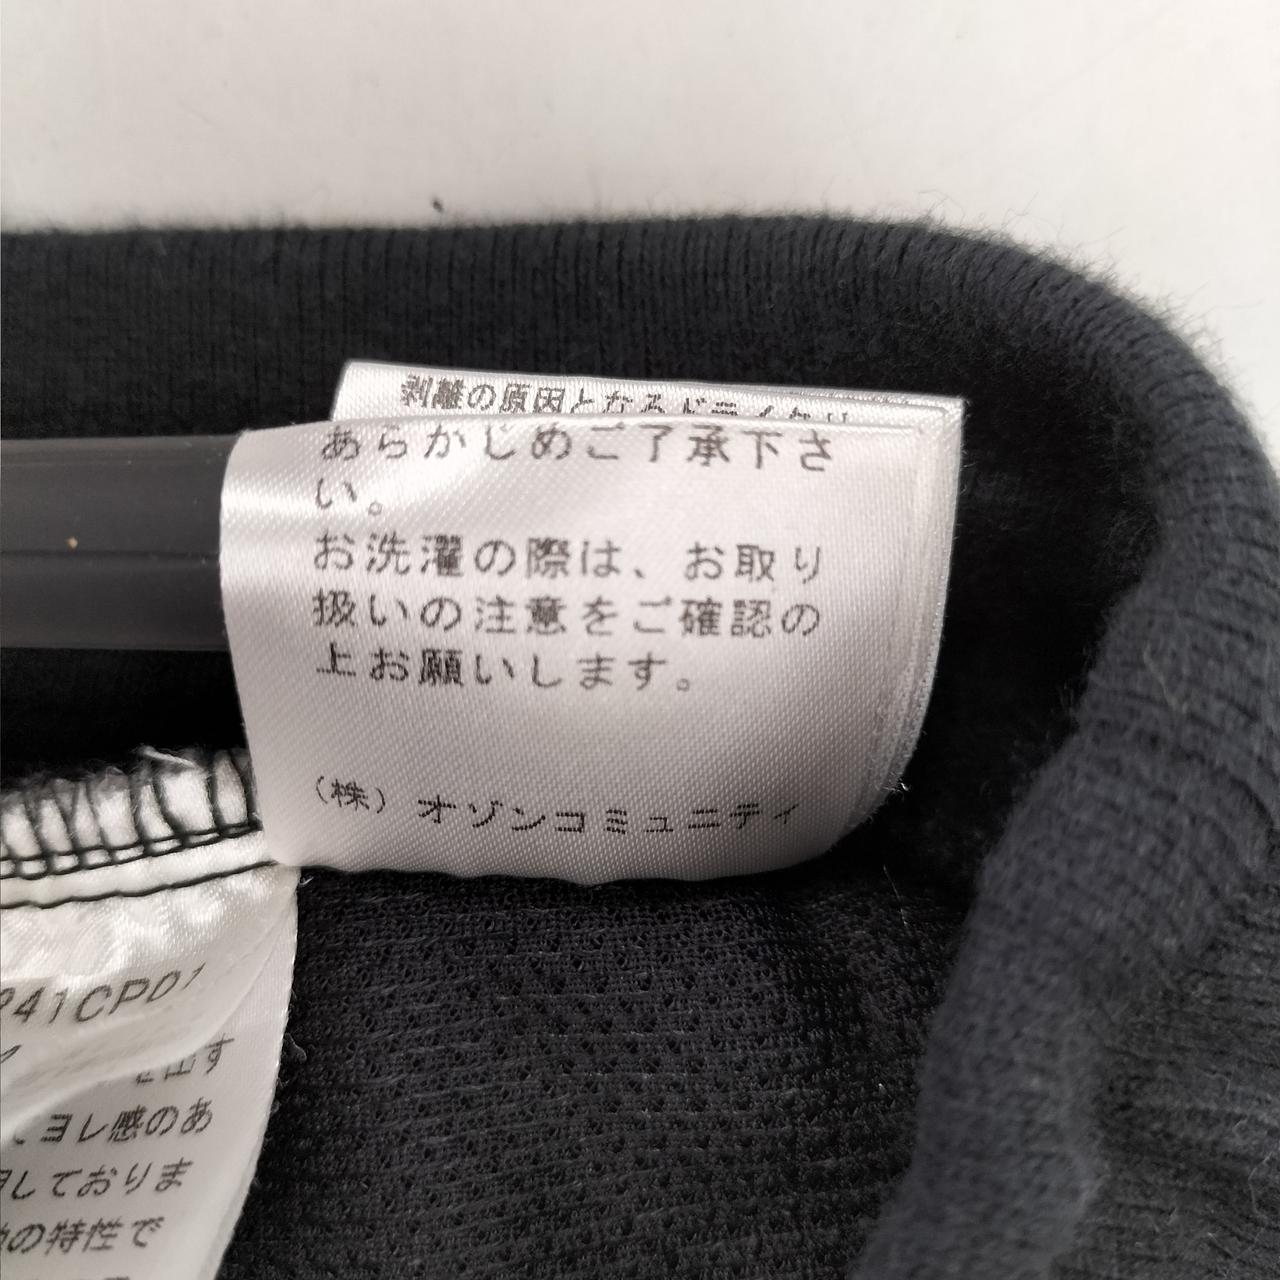 剥離の原因となるドライクリ
あらかじめご了承下さ
い。
お洗濯の際は、お取り
扱いの注意をご確認の
上お願いします。
（株）オゾンコミュニティ
241CP01
を出す
、ヨレ感のあ
用しておりま
物の特性で